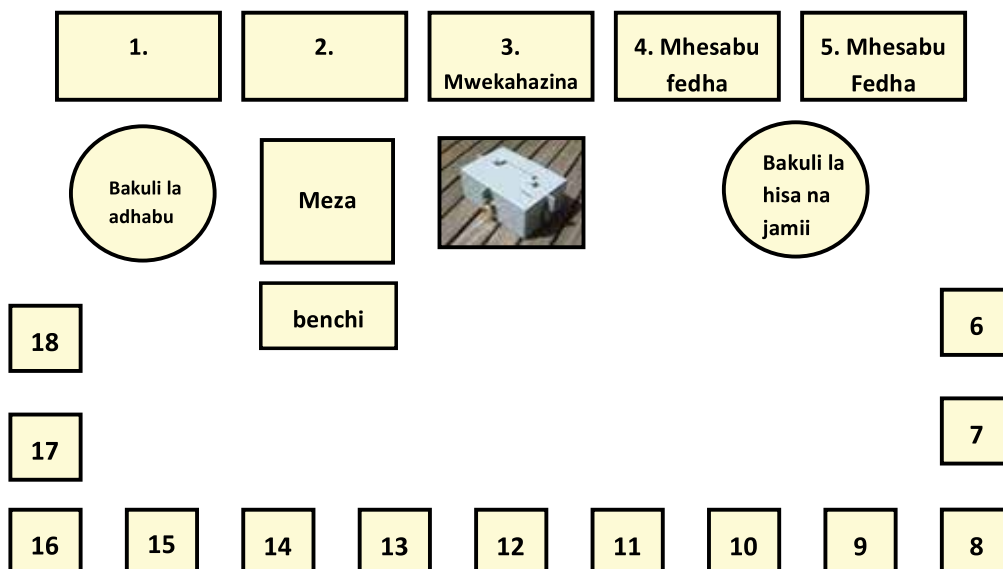 1.
2.
3.
Mwekahazina
4. Mhesabu
fedha
5. Mhesabu
Fedha
Bakuli la
adhabu
Meza
Bakuli la
hisa na
jamii
benchi
18
6
17
7
16
15
14
13
12
11
10
9
8